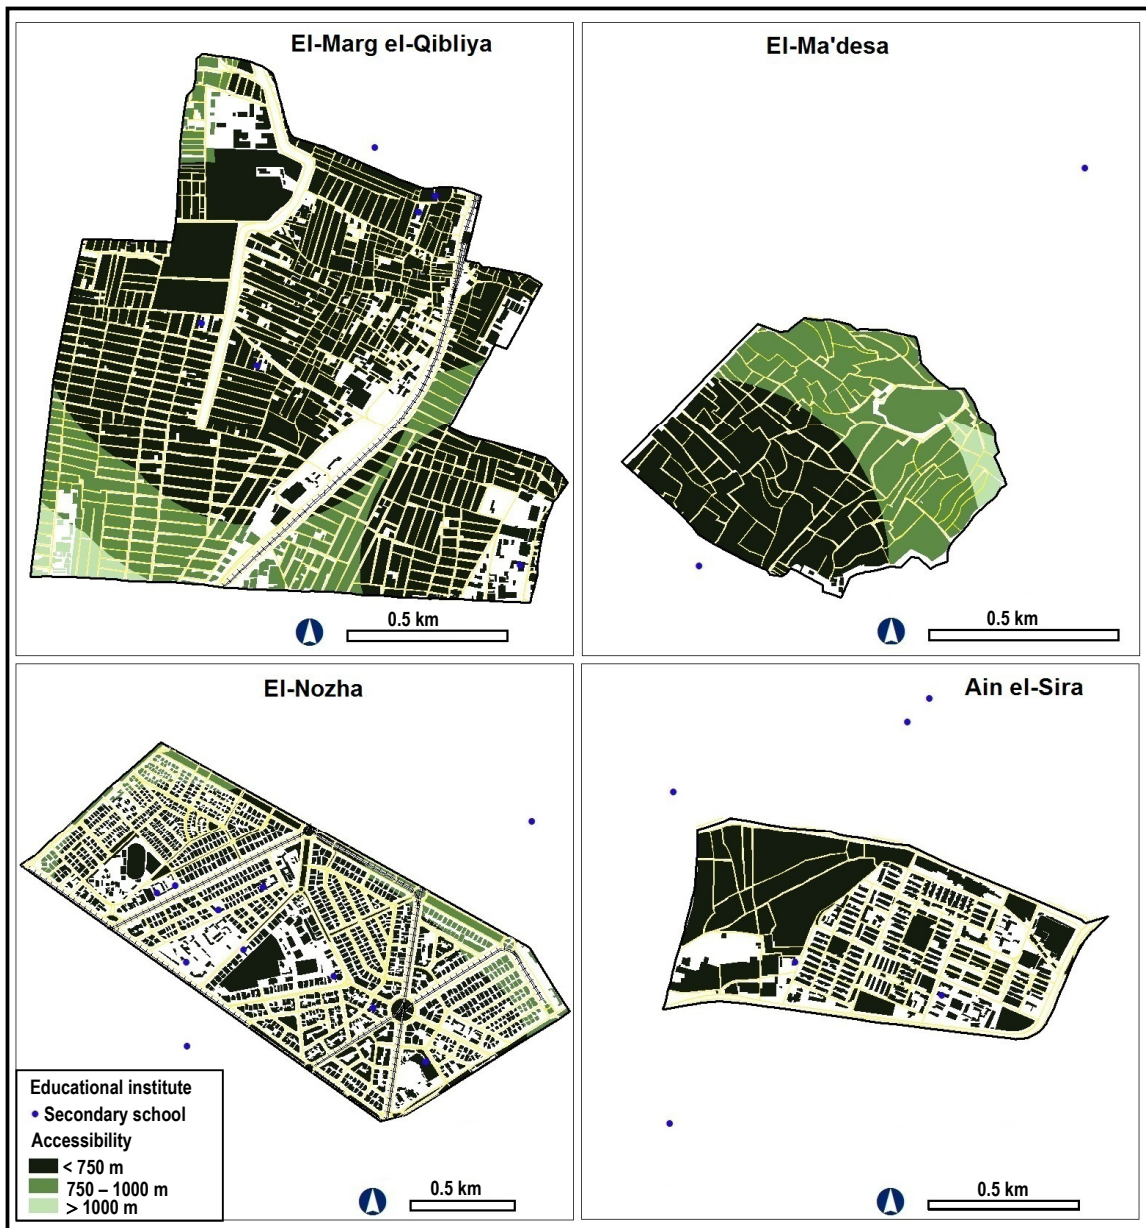 El-Marg el-Qibliya
0.5 km
El-Ma'desa
0.5 km
El-Nozha
0.5 km
Ain el-Sira
0.5 km
Educational institute
Secondary school
Accessibility
< 750 m
750 – 1000 m
> 1000 m